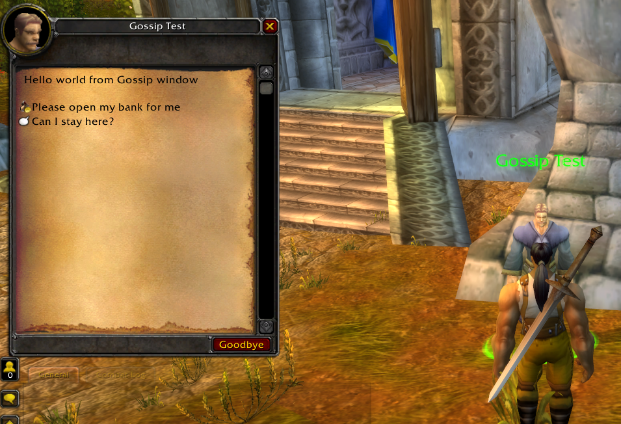 Gossip Test
Hello world from Gossip window
Please open my bank for me
Can I stay here?
Goodbye
Gossip Test
General
0